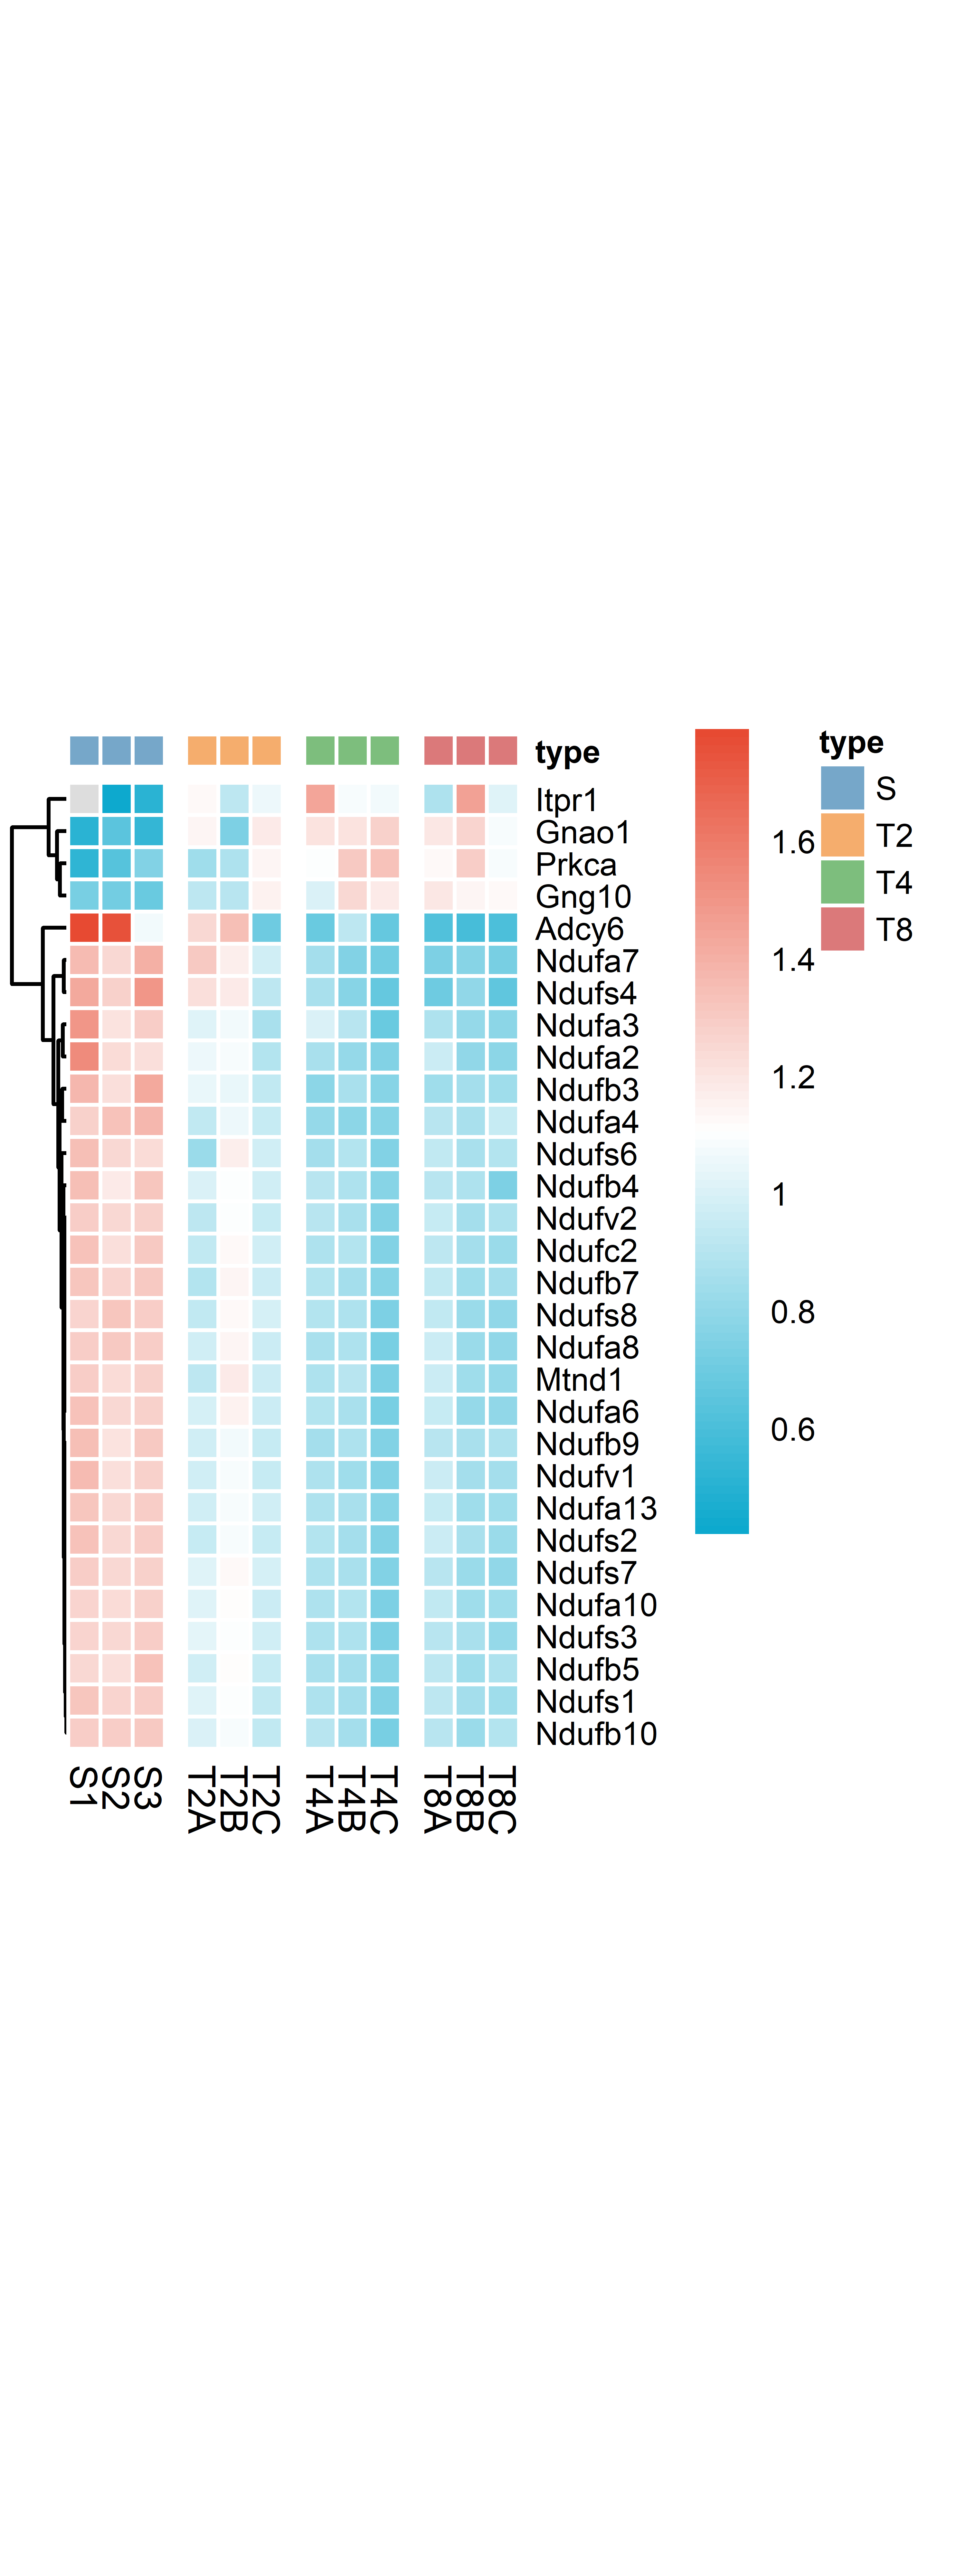 type
Itpr1
Gnao1
Prkca
Gng10
Adcy6
Ndufa7
Ndufs4
Ndufa3
Ndufa2
Ndufb3
Ndufa4
Ndufs6
Ndufb4
Ndufv2
Ndufc2
Ndufb7
Ndufs8
Ndufa8
Mtnd1
Ndufa6
Ndufb9
Ndufv1
Ndufa13
Ndufs2
Ndufs7
Ndufa10
Ndufs3
Ndufb5
Ndufs1
Ndufb10
S1
S2
S3
T2A
T2B
T2C
T4A
T4B
T4C
T8A
T8B
T8C
1.6
1.4
1.2
1
0.8
0.6
type
S
T2
T4
T8